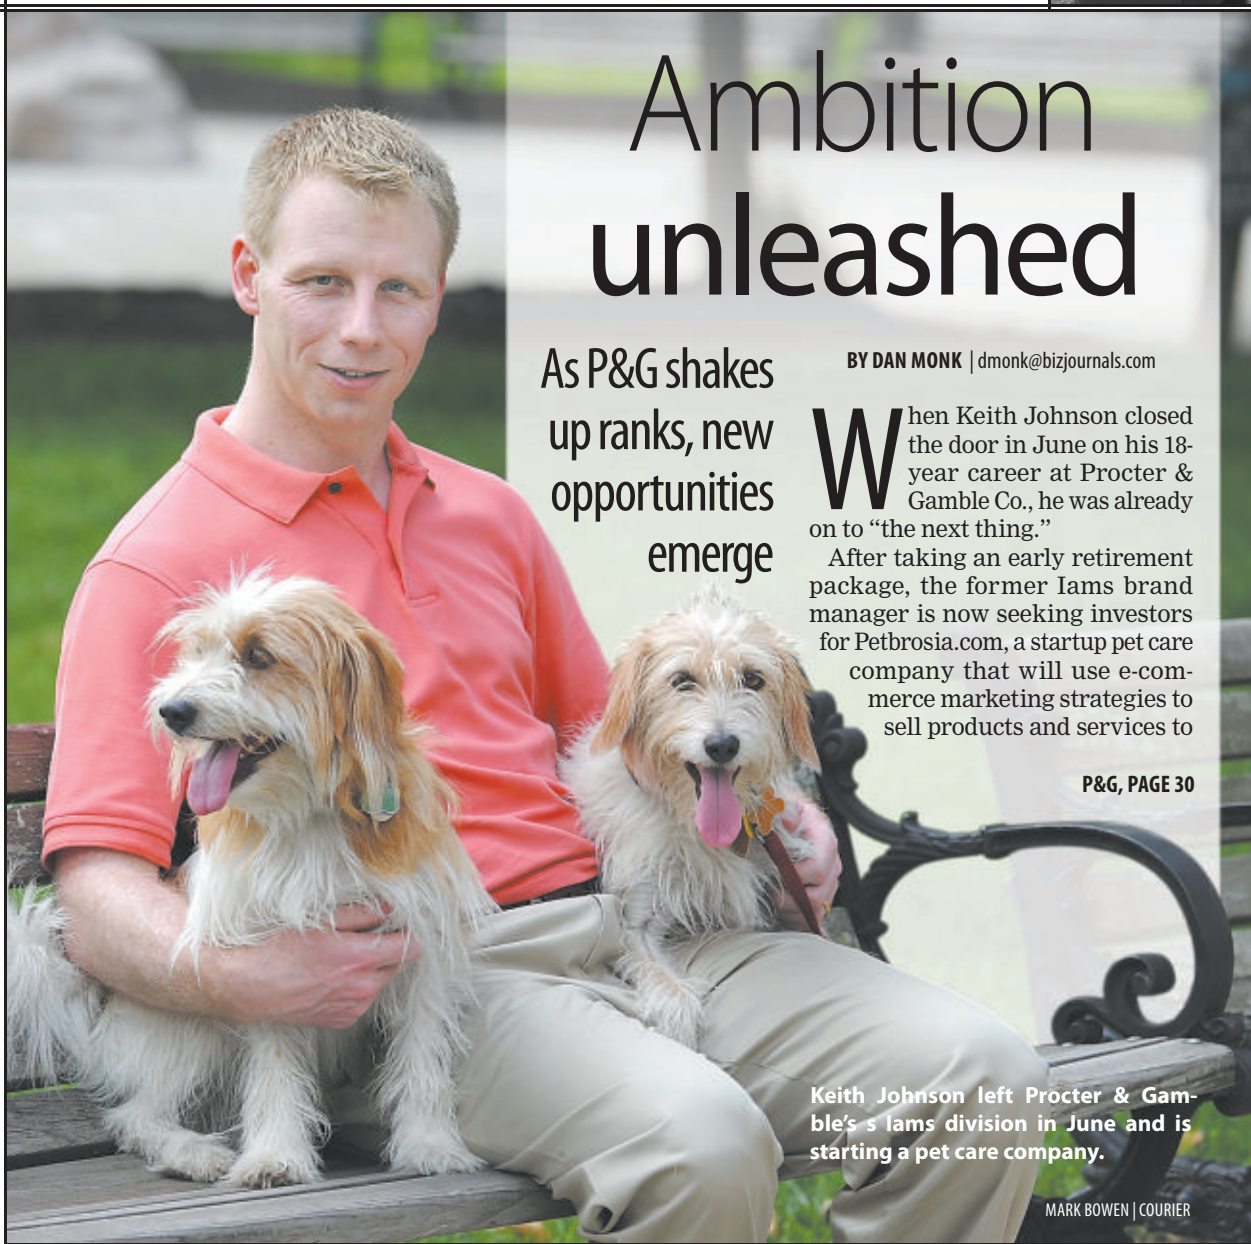 Ambition
unleashed
As P&G shakes
up ranks, new
opportunities
emerge
BY DAN MONK | dmonk@bizjournals.com
When Keith Johnson closed
the door in June on his 18-
year career at Procter &
Gamble Co., he was already
on to “the next thing.”
After taking an early retirement
package, the former Iams brand
manager is now seeking investors
for Petbrosia.com, a startup pet care
company that will use e-com-
merce marketing strategies to
sell products and services to
P&G, PAGE 30
Keith Johnson left Procter & Gam-
ble’s s Iams division in June and is
starting a pet care company.
MARK BOWEN | COURIER